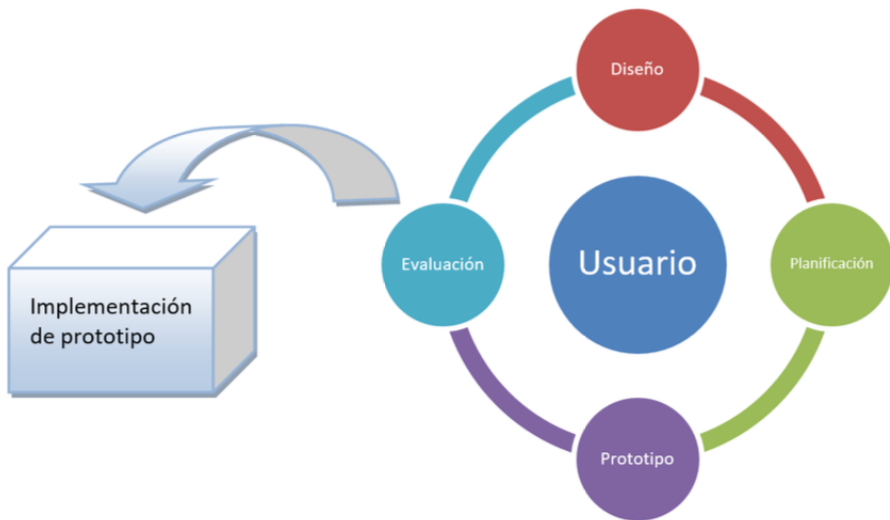 Diseño
Evaluación
Usuario
Planificación
Implementación
de prototipo
Prototipo